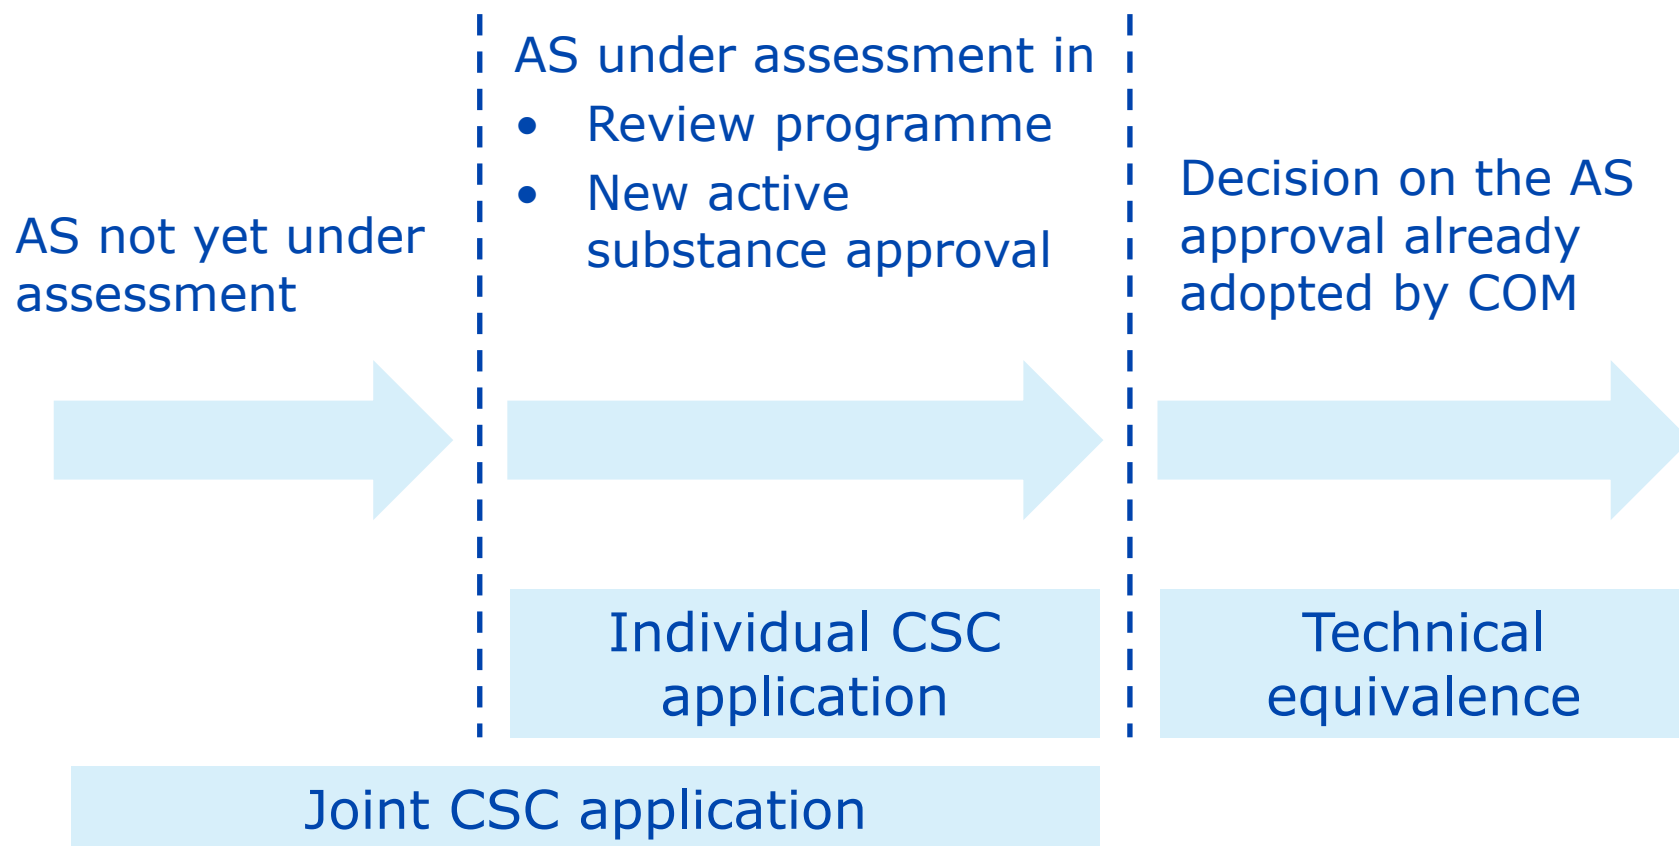 AS not yet under
assessment
AS under assessment in
• Review programme
• New active
substance approval
Decision on the AS
approval already
adopted by COM
Individual CSC
application
Technical
equivalence
Joint CSC application